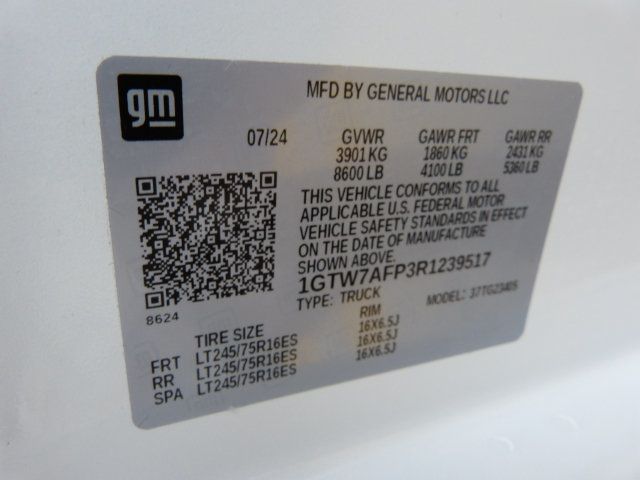 gm
MFD BY GENERAL MOTORS LLC
07/24 GVWR GAWR FRT GAWR RR
3901 KG 1860 KG 2431 KG
8600 LB 4100 LB 5360 LB
THIS VEHICLE CONFORMS TO ALL
APPLICABLE U.S. FEDERAL MOTOR
VEHICLE SAFETY STANDARDS IN EFFECT
ON THE DATE OF MANUFACTURE
SHOWN ABOVE.
1GTW7AFP3R1239517
TYPE: TRUCK MODEL: 37TG23405
8624
TIRE SIZE RIM
FRT LT245/75R16ES 16X6.5J
RR LT245/75R16ES 16X6.5J
SPA LT245/75R16ES 16X6.5J